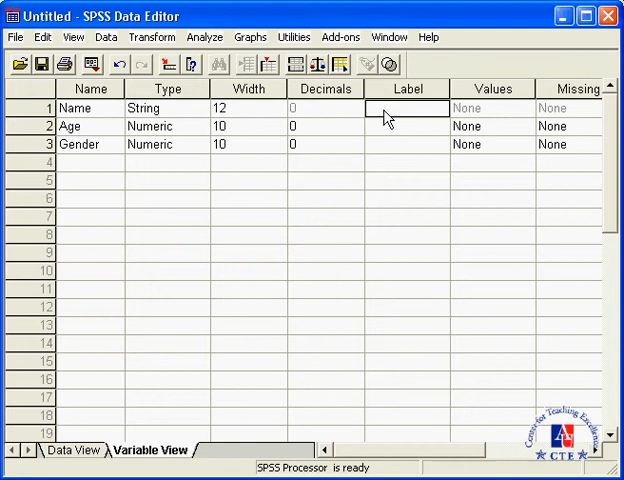 Untitled - SPSS Data Editor
File Edit View Data Transform Analyze Graphs Utilities Add-ons Window Help
Name Type Width Decimals Label Values Missing
1 Name String 12 0 None None
2 Age Numeric 10 0 None None
3 Gender Numeric 10 0 None None
4
5
6
7
8
9
10
11
12
13
14
15
16
17
18
19
Data View Variable View
SPSS Processor is ready
Center for Teaching Excellence
CTE